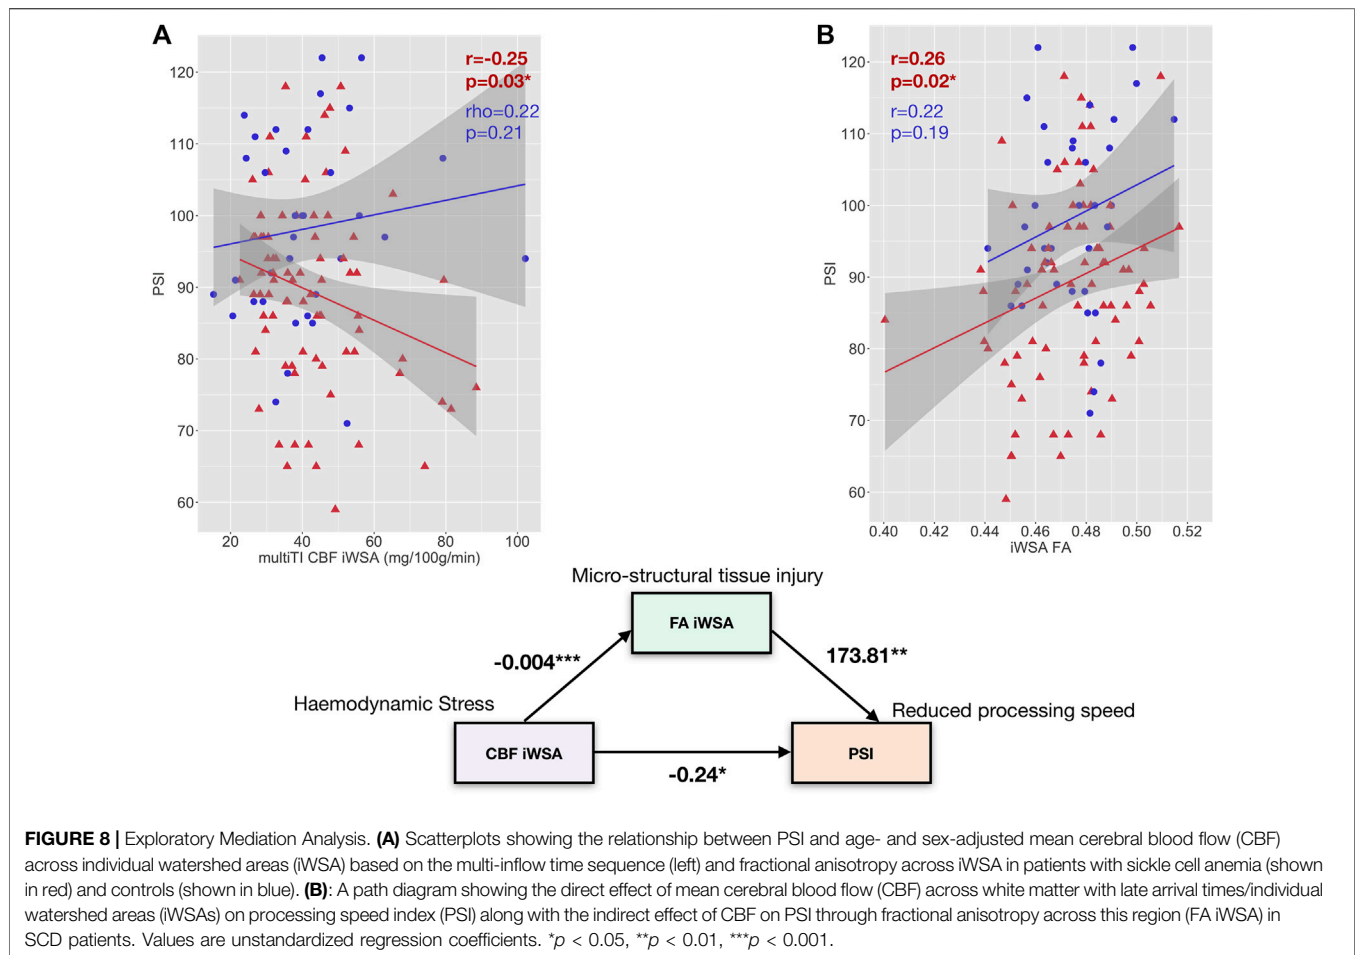 A
r=-0.25
p=0.03*
rho=0.22
p=0.21
120
110
100
90
80
70
60
PSI
20 40 60 80 100
multiTI CBF iWSA (mg/100g/min)
B
r=0.26
p=0.02*
r=0.22
p=0.19
120
110
100
90
80
70
60
PSI
0.40 0.42 0.44 0.46 0.48 0.50 0.52
iWSA FA
Micro-structural tissue injury
FA iWSA
-0.004***
173.81**
Haemodynamic Stress
Reduced processing speed
CBF iWSA
PSI
-0.24*
FIGURE 8 | Exploratory Mediation Analysis. (A) Scatterplots showing the relationship between PSI and age- and sex-adjusted mean cerebral blood flow (CBF)
across individual watershed areas (iWSA) based on the multi-inflow time sequence (left) and fractional anisotropy across iWSA in patients with sickle cell anemia (shown
in red) and controls (shown in blue). (B): A path diagram showing the direct effect of mean cerebral blood flow (CBF) across white matter with late arrival times/individual
watershed areas (iWSAs) on processing speed index (PSI) along with the indirect effect of CBF on PSI through fractional anisotropy across this region (FA iWSA) in
SCD patients. Values are unstandardized regression coefficients. *p < 0.05, **p < 0.01, ***p < 0.001.